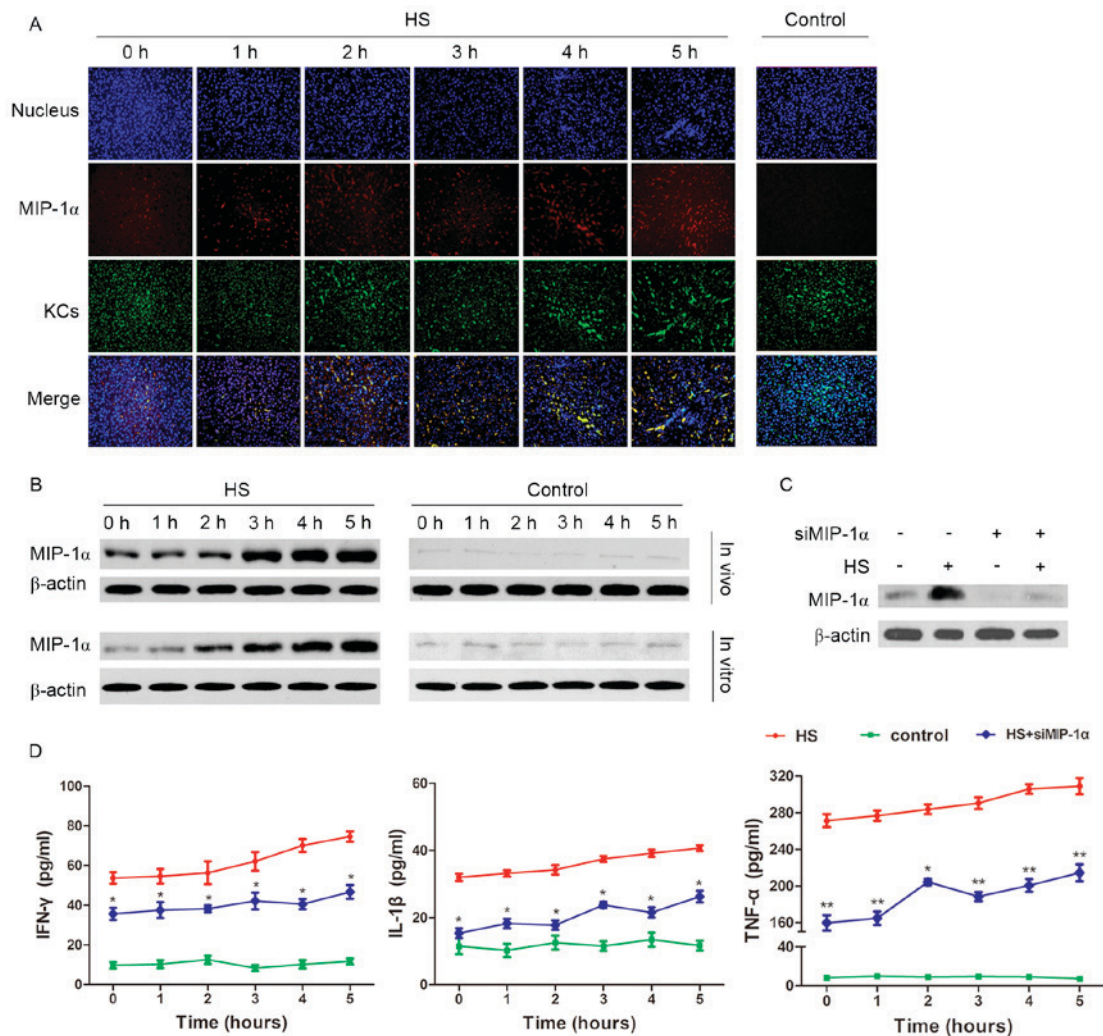 A
HS
Control
0 h 1 h 2 h 3 h 4 h 5 h
Nucleus
MIP-1α
KCs
Merge
B
HS
Control
0 h 1 h 2 h 3 h 4 h 5 h
0 h 1 h 2 h 3 h 4 h 5 h
MIP-1α
β-actin
In vivo
MIP-1α
β-actin
In vitro
C
siMIP-1α - - + +
HS - + - +
MIP-1α
β-actin
D
HS control HS+siMIP-1α
IFN-γ (pg/ml)
100
80
60
40
20
0
* * * * * *
0 1 2 3 4 5
Time (hours)
IL-1β (pg/ml)
60
40
20
0
* * * * * *
0 1 2 3 4 5
Time (hours)
TNF-α (pg/ml)
320
280
240
200
160
40
0
** ** * ** ** **
0 1 2 3 4 5
Time (hours)